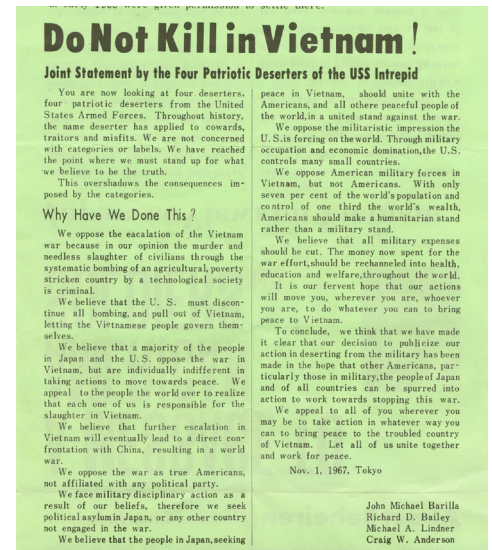 in early 1968 were given permission to settle there.
Do Not Kill in Vietnam!
Joint Statement by the Four Patriotic Deserters of the USS Intrepid
You are now looking at four deserters,
four patriotic deserters from the United
States Armed Forces. Throughout history,
the name deserter has applied to cowards,
traitors and misfits. We are not concerned
with categories or labels. We have reached
the point where we must stand up for what
we believe to be the truth.
This overshadows the consequences im-
posed by the categories.
Why Have We Done This?
We oppose the eacalation of the Vietnam
war because in our opinion the murder and
needless slaughter of civilians through the
systematic bombing of an agricultural, poverty
stricken country by a technological society
is criminal.
We believe that the U. S. must discon-
tinue all bombing, and pull out of Vietnam,
letting the Vietnamese people govern them-
selves.
We believe that a majority of the people
in Japan and the U.S. oppose the war in
Vietnam, but are individually indifferent in
taking actions to move towards peace. We
appeal to the people the world over to realize
that each one of us is responsible for the
slaughter in Vietnam.
We believe that further escalation in
Vietnam will eventually lead to a direct con-
frontation with China, resulting in a world
war.
We oppose the war as true Americans,
not affiliated with any political party.
We face military disciplinary action as a
result of our beliefs, therefore we seek
political asylum in Japan, or any other country
not engaged in the war.
We believe that the people in Japan, seeking
peace in Vietnam, should unite with the
Americans, and all othere peaceful people of
the world, in a united stand against the war.
We oppose the militaristic impression the
U.S. is forcing on the world. Through military
occupation and economic domination, the U.S.
controls many small countries.
We oppose American military forces in
Vietnam, but not Americans. With only
seven per cent of the world's population and
control of one third the world's wealth,
Americans should make a humanitarian stand
rather than a military stand.
We believe that all military expenses
should be cut. The money now spent for the
war effort, should be rechanneled into health,
education and welfare, throughout the world.
It is our fervent hope that our actions
will move you, wherever you are, whoever
you are, to do whatever you can to bring
peace to Vietnam.
To conclude, we think that we have made
it clear that our decision to publicize our
action in deserting from the military has been
made in the hope that other Americans, par-
ticularly those in military, the people of Japan
and of all countries can be spurred into
action to work towards stopping this war.
We appeal to all of you wherever you
may be to take action in whatever way you
can to bring peace to the troubled country
of Vietnam. Let all of us unite together
and work for peace.
Nov. 1, 1967, Tokyo
John Michael Barilla
Richard D. Bailey
Michael A. Lindner
Craig W. Anderson